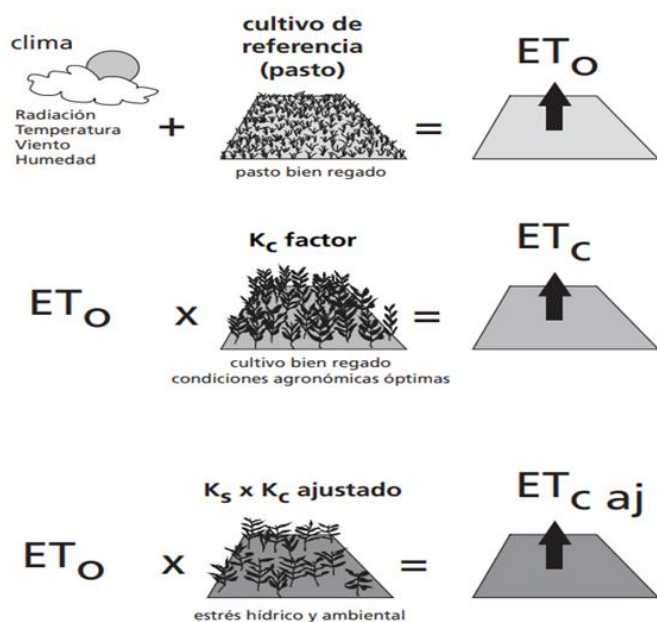 clima
Radiación
Temperatura
Viento
Humedad
+
cultivo de
referencia
(pasto)
pasto bien regado
=
ETo
ETo
x
Kc factor
cultivo bien regado
condiciones agronómicas óptimas
=
ETc
ETo
x
Ks x Kc ajustado
estrés hídrico y ambiental
=
ETc aj